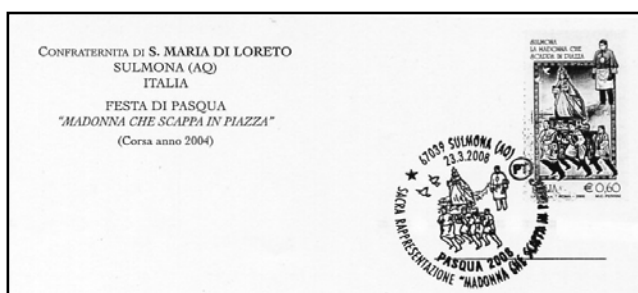 CONFRATERNITA DI S. MARIA DI LORETO
SULMONA (AQ)
ITALIA
FESTA DI PASQUA
"MADONNA CHE SCAPPA IN PIAZZA"
(Corsa anno 2004)
SULMONA
LA MADONNA CHE
SCAPPA IN PIAZZA
€ 0,60
67039 SULMONA (AQ)
23.3.2008
PT
PASQUA 2008
SACRA RAPPRESENTAZIONE "MADONNA CHE SCAPPA IN